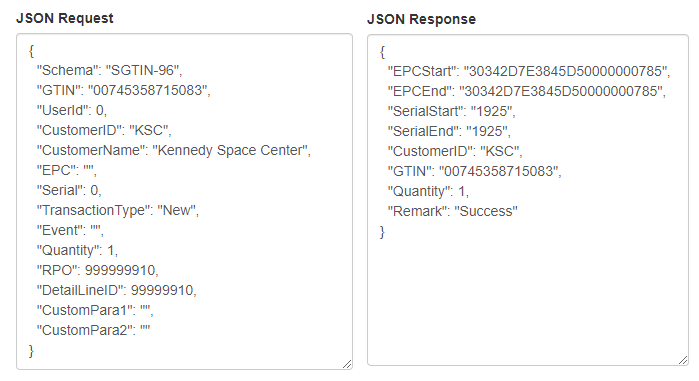 JSON Request
{
"Schema": "SGTIN-96",
"GTIN": "00745358715083",
"UserId": 0,
"CustomerID": "KSC",
"CustomerName": "Kennedy Space Center",
"EPC": "",
"Serial": 0,
"TransactionType": "New",
"Event": "",
"Quantity": 1,
"RPO": 999999910,
"DetailLineID": 99999910,
"CustomPara1": "",
"CustomPara2": ""
}
JSON Response
{
"EPCStart": "30342D7E3845D50000000785",
"EPCEnd": "30342D7E3845D50000000785",
"SerialStart": "1925",
"SerialEnd": "1925",
"CustomerID": "KSC",
"GTIN": "00745358715083",
"Quantity": 1,
"Remark": "Success"
}